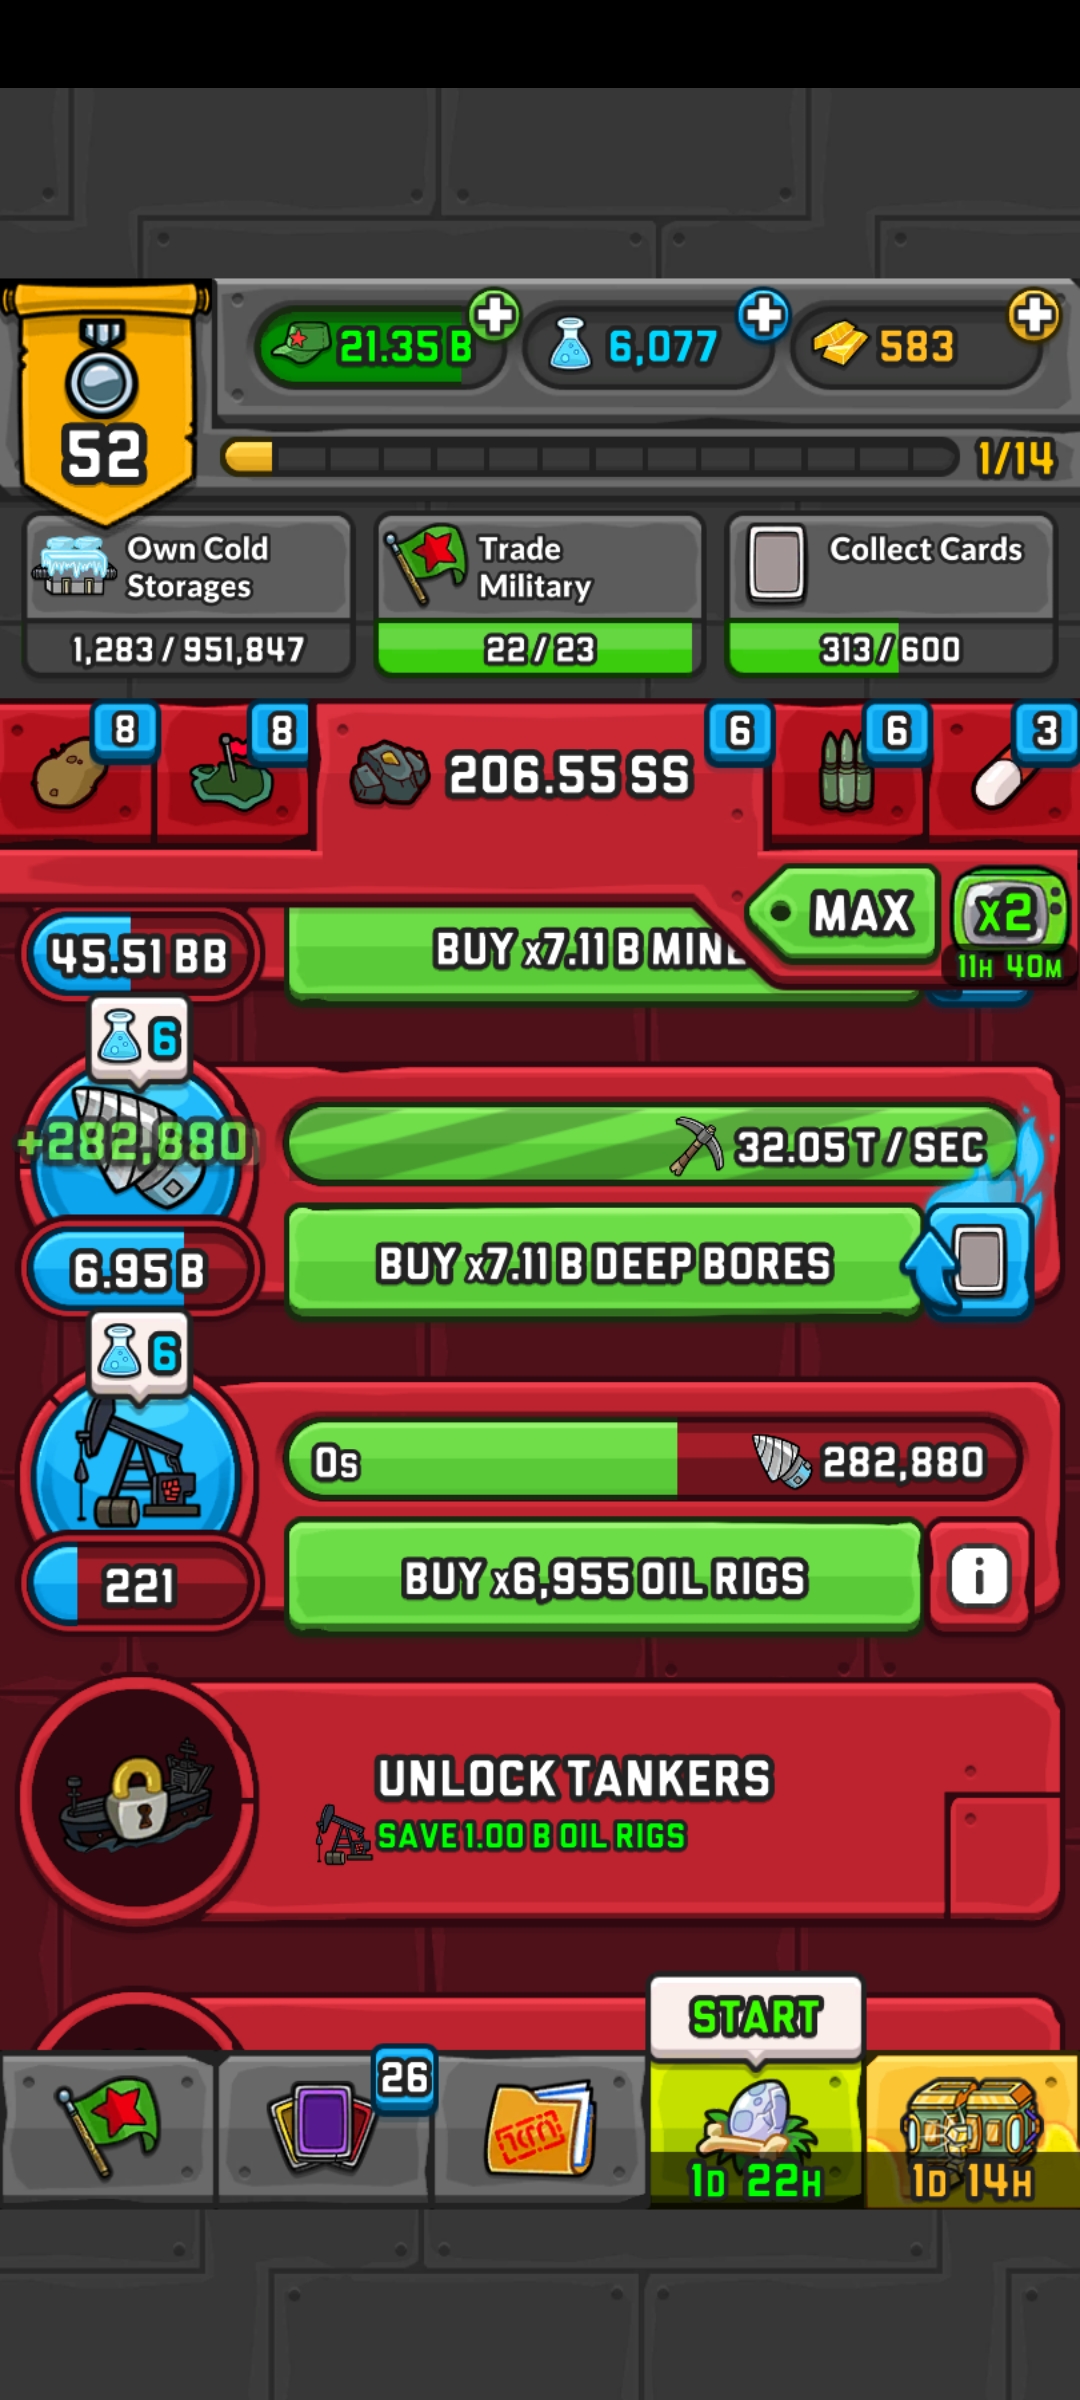 21.35 B
6,077
583
52
1/14
Own Cold
Storages
1,283 / 951,847
Trade
Military
22 / 23
Collect Cards
313 / 600
8
8
206.55 SS
6
6
3
MAX
x2
11H 40M
45.51 BB
BUY x7.11 B MINE
6
+282,880
32.05 T / SEC
6.95 B
BUY x7.11 B DEEP BORES
6
0s
282,880
221
BUY x6,955 OIL RIGS
i
UNLOCK TANKERS
SAVE 1.00 B OIL RIGS
START
26
1D 22H
1D 14H